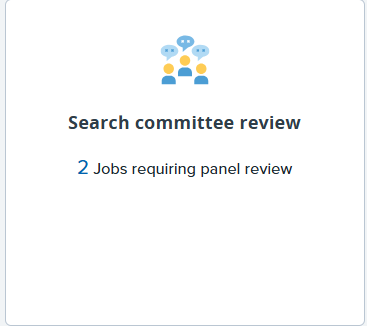 Search committee review
2 Jobs requiring panel review